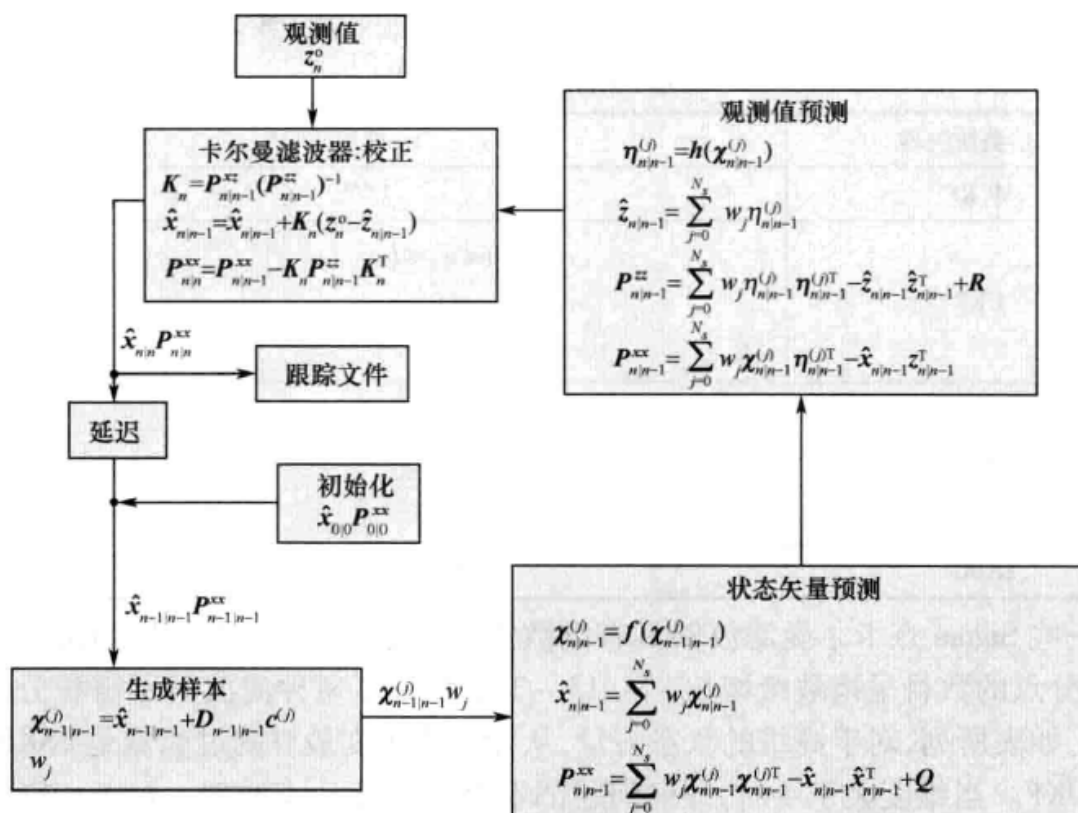 观测值
z_n^o
卡尔曼滤波器:校正
K_n=P_{n|n-1}^{xz}(P_{n|n-1}^{zz})^{-1}
x̂_{n|n-1}=x̂_{n|n-1}+K_n(z_n^o-ẑ_{n|n-1})
P_{n|n}^{xx}=P_{n|n-1}^{xx}-K_nP_{n|n-1}^{zz}K_n^T
x̂_{n|n}P_{n|n}^{xx}
跟踪文件
延迟
初始化
x̂_{0|0}P_{0|0}^{xx}
x̂_{n-1|n-1}P_{n-1|n-1}^{xx}
生成样本
χ_{n-1|n-1}^{(j)}=x̂_{n-1|n-1}+D_{n-1|n-1}c^{(j)}
w_j
χ_{n-1|n-1}^{(j)}w_j
状态矢量预测
χ_{n|n-1}^{(j)}=f(χ_{n-1|n-1}^{(j)})
x̂_{n|n-1}=∑_{j=0}^{N_s}w_jχ_{n|n-1}^{(j)}
P_{n|n-1}^{xx}=∑_{j=0}^{N_s}w_jχ_{n|n-1}^{(j)}χ_{n|n-1}^{(j)T}-x̂_{n|n-1}x̂_{n|n-1}^T+Q
观测值预测
η_{n|n-1}^{(j)}=h(χ_{n|n-1}^{(j)})
ẑ_{n|n-1}=∑_{j=0}^{N_s}w_jη_{n|n-1}^{(j)}
P_{n|n-1}^{zz}=∑_{j=0}^{N_s}w_jη_{n|n-1}^{(j)}η_{n|n-1}^{(j)T}-ẑ_{n|n-1}ẑ_{n|n-1}^T+R
P_{n|n-1}^{xx}=∑_{j=0}^{N_s}w_jχ_{n|n-1}^{(j)}η_{n|n-1}^{(j)T}-x̂_{n|n-1}z_{n|n-1}^T